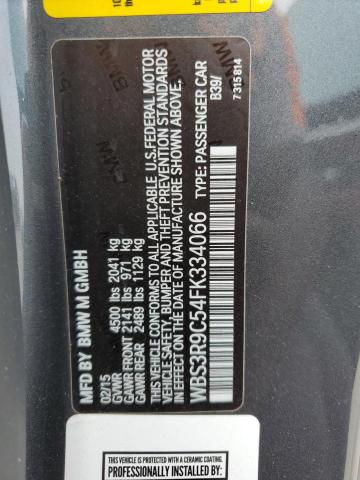 MFD BY BMW M GMBH
02/15
GVWR 4500 lbs 2041 kg
GAWR FRONT 2141 lbs 971 kg
GAWR REAR 2489 lbs 1129 kg
THIS VEHICLE CONFORMS TO ALL APPLICABLE U.S.FEDERAL MOTOR
VEHICLE SAFETY, BUMPER AND THEFT PREVENTION
STANDARDS IN EFFECT ON THE DATE OF MANUFACTURE SHOWN ABOVE.
WBS3R9C54FK334066 TYPE: PASSENGER CAR
B39/
7 315 814
THIS VEHICLE IS PROTECTED WITH A CERAMIC COATING.
PROFESSIONALLY INSTALLED BY: